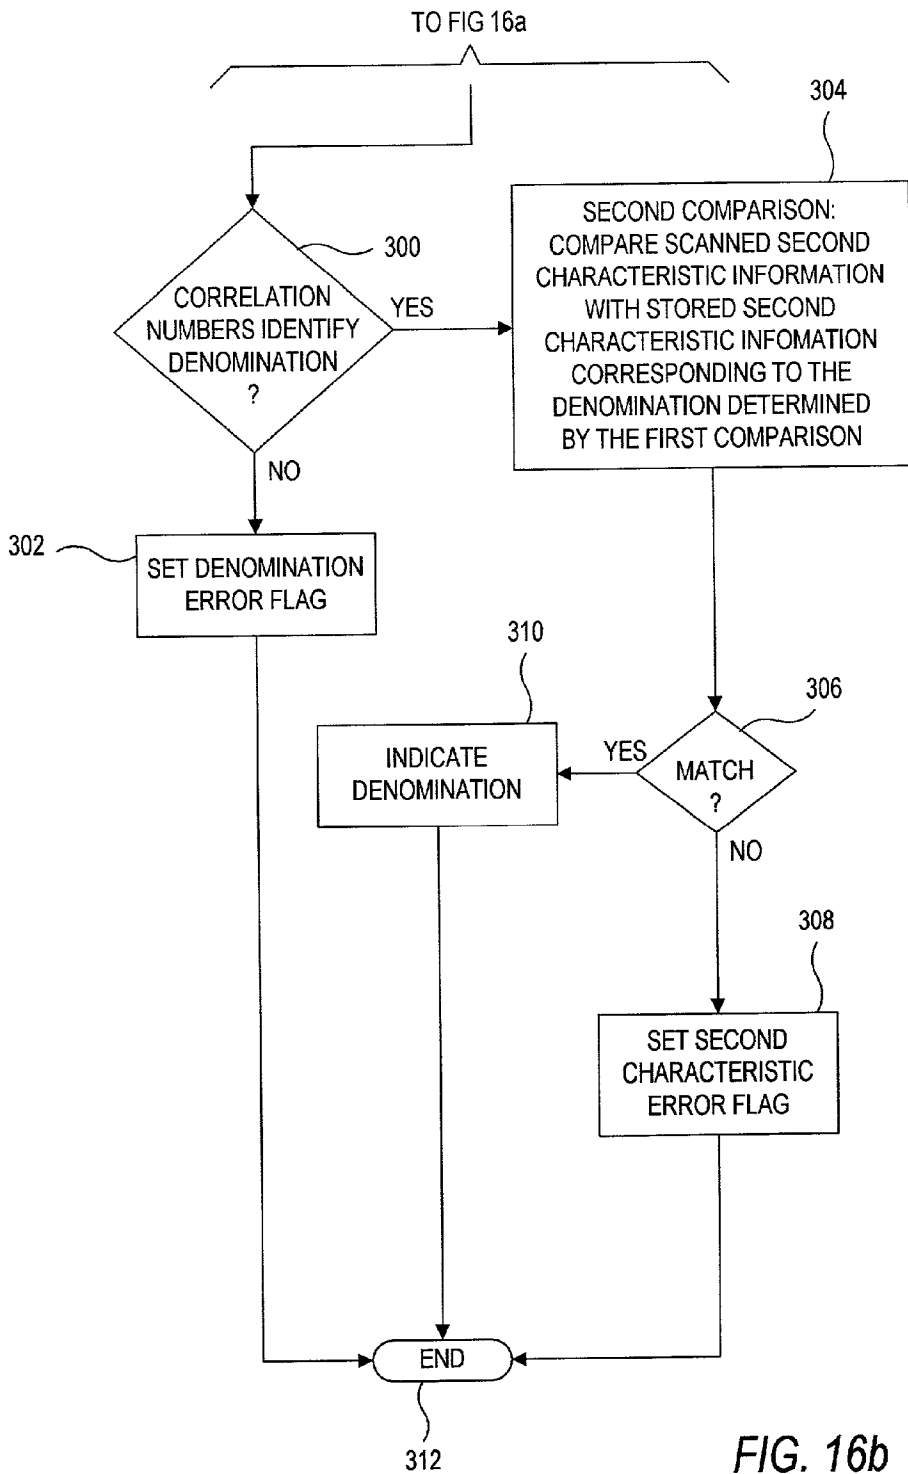 TO FIG 16a
304
300
CORRELATION
NUMBERS IDENTIFY
DENOMINATION
?
YES
NO
SECOND COMPARISON:
COMPARE SCANNED SECOND
CHARACTERISTIC INFORMATION
WITH STORED SECOND
CHARACTERISTIC INFOMATION
CORRESPONDING TO THE
DENOMINATION DETERMINED
BY THE FIRST COMPARISON
302
SET DENOMINATION
ERROR FLAG
310
INDICATE
DENOMINATION
306
YES
MATCH
?
NO
308
SET SECOND
CHARACTERISTIC
ERROR FLAG
END
312
FIG. 16b